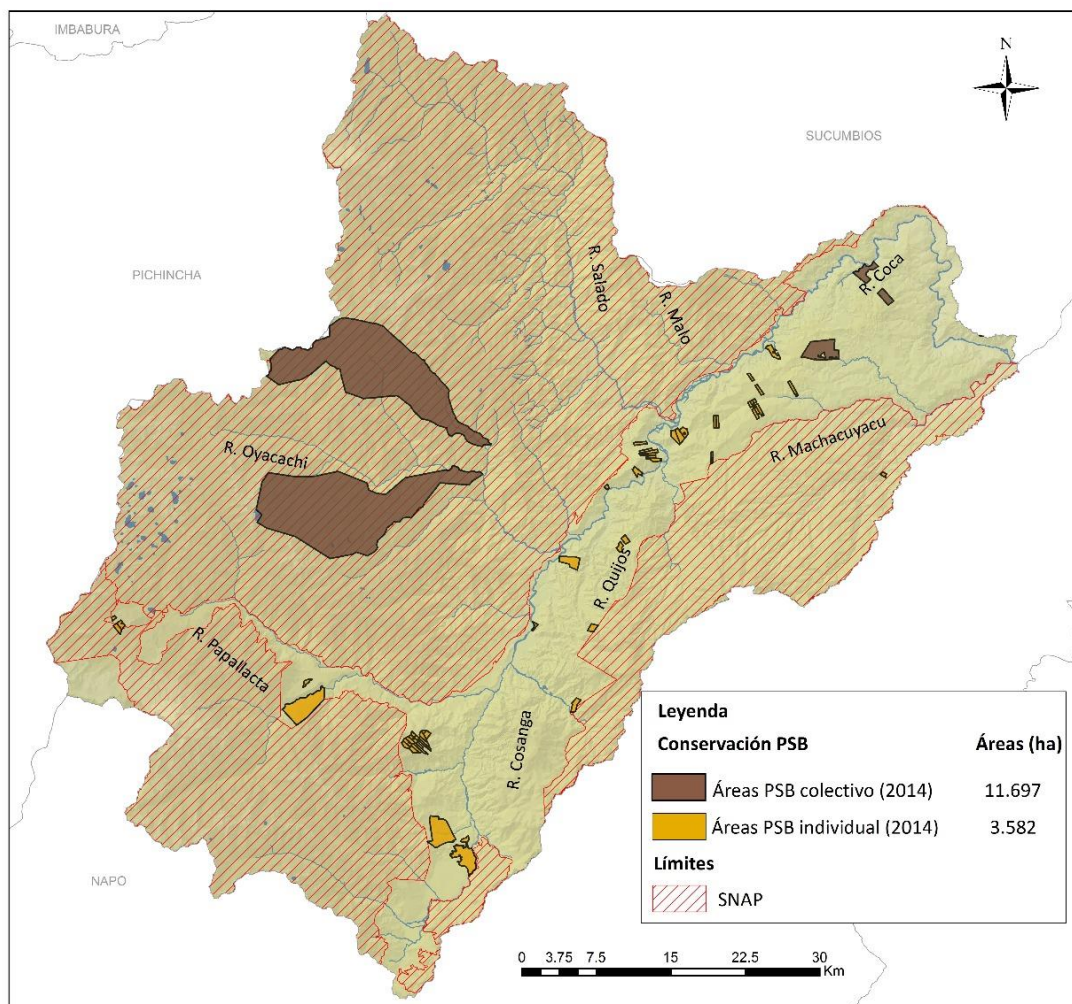 IMBABURA
N
SUCUMBIOS
PICHINCHA
R. Salado
R. Malo
R. Coca
R. Oyacachi
R. Machacuyacu
R. Quijos
R. Papallacta
R. Cosanga
NAPO
Leyenda
Conservación PSB Áreas (ha)
Áreas PSB colectivo (2014) 11.697
Áreas PSB individual (2014) 3.582
Límites
SNAP
0 3.75 7.5 15 22.5 30
Km